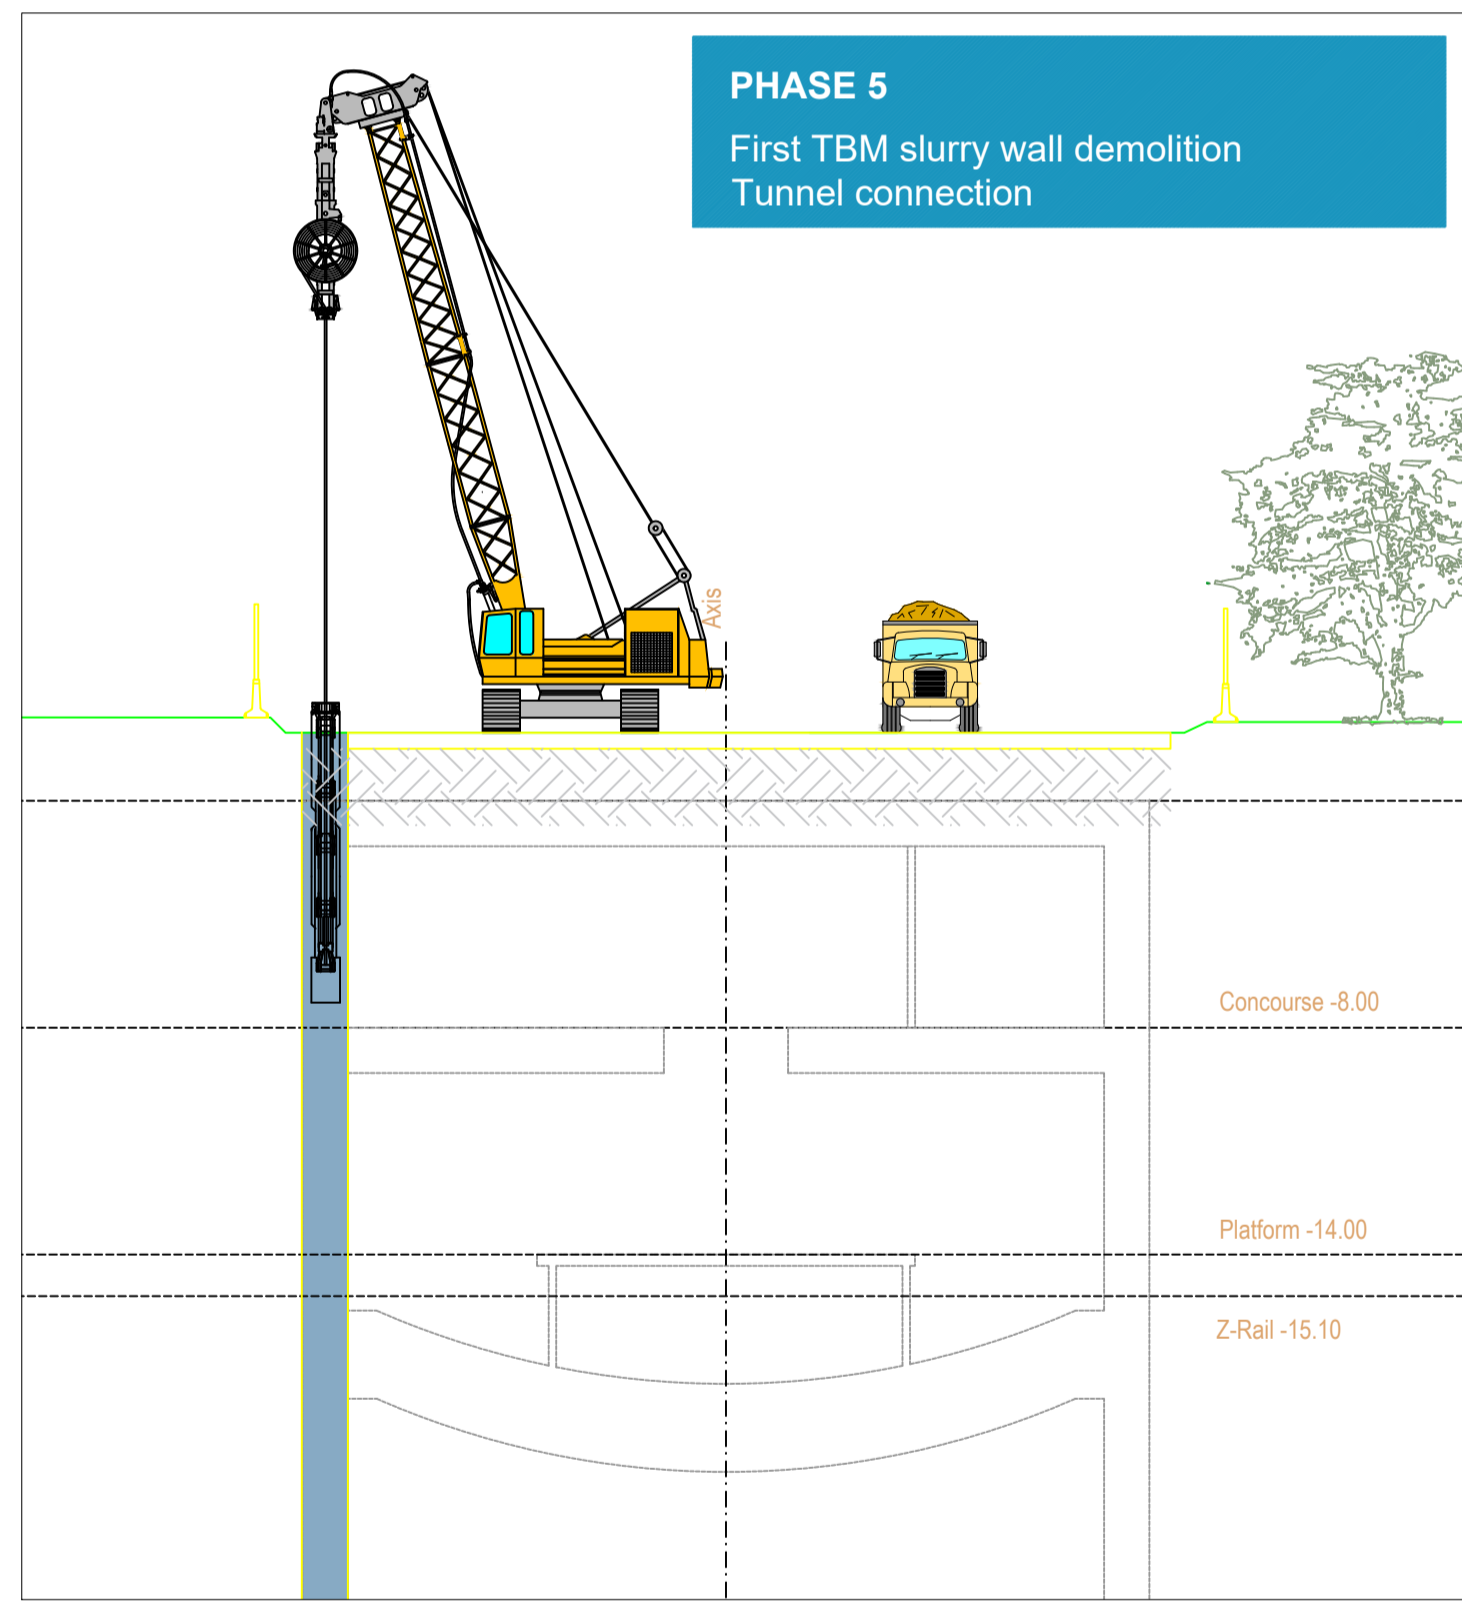 PHASE 5
First TBM slurry wall demolition
Tunnel connection
Axis
Concourse -8.00
Platform -14.00
Z-Rail -15.10